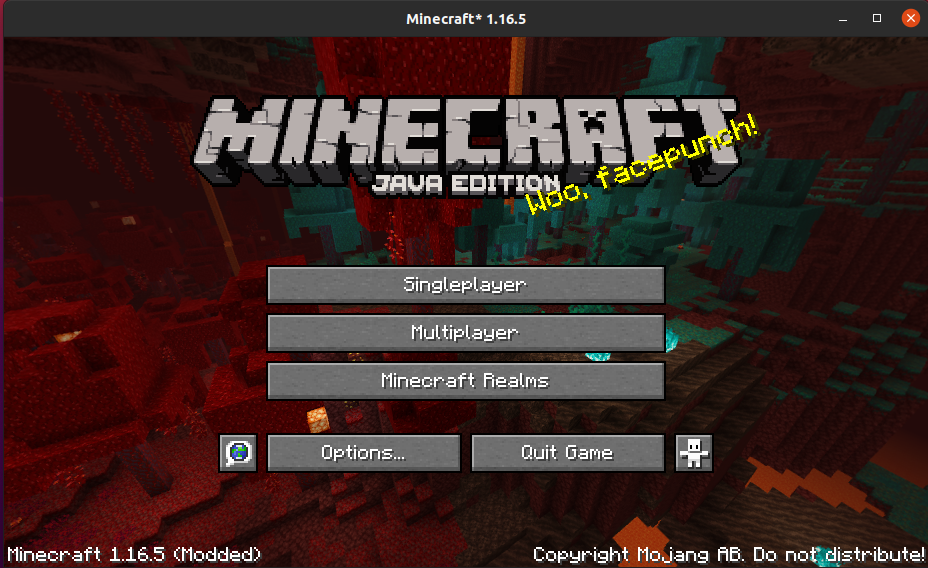 Minecraft* 1.16.5
MINECRAFT
JAVA EDITION
Woo, facepunch!
Singleplayer
Multiplayer
Minecraft Realms
Options...
Quit Game
Minecraft 1.16.5 (Modded)
Copyright Mojang AB. Do not distribute!